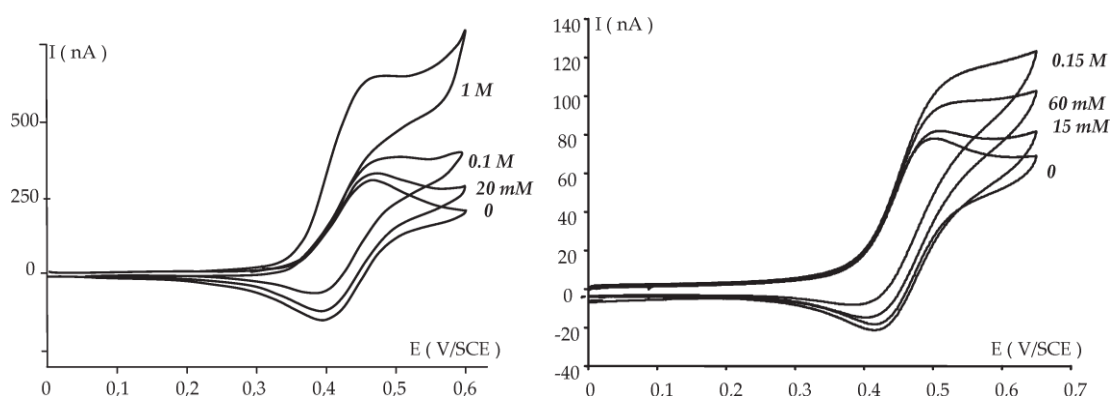 I ( nA )
1 M
500
0.1 M
250
20 mM
0
0
E ( V/SCE )
0 0,1 0,2 0,3 0,4 0,5 0,6
140
I ( nA )
120
0.15 M
100
60 mM
80
15 mM
60
0
40
20
0
-20
E ( V/SCE )
-40
0 0,1 0,2 0,3 0,4 0,5 0,6 0.7